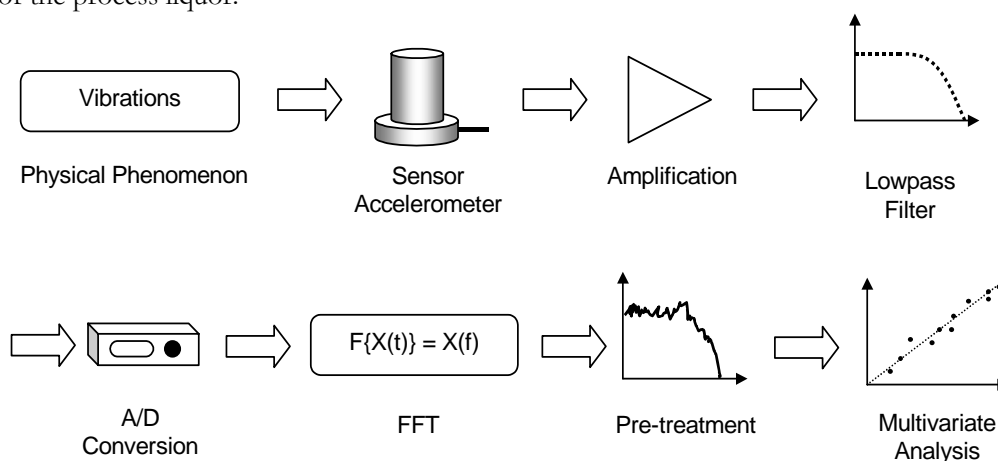 of the process liquor.
Vibrations
Physical Phenomenon
Sensor
Accelerometer
Amplification
Lowpass
Filter
F{X(t)} = X(f)
A/D
Conversion
FFT
Pre-treatment
Multivariate
Analysis